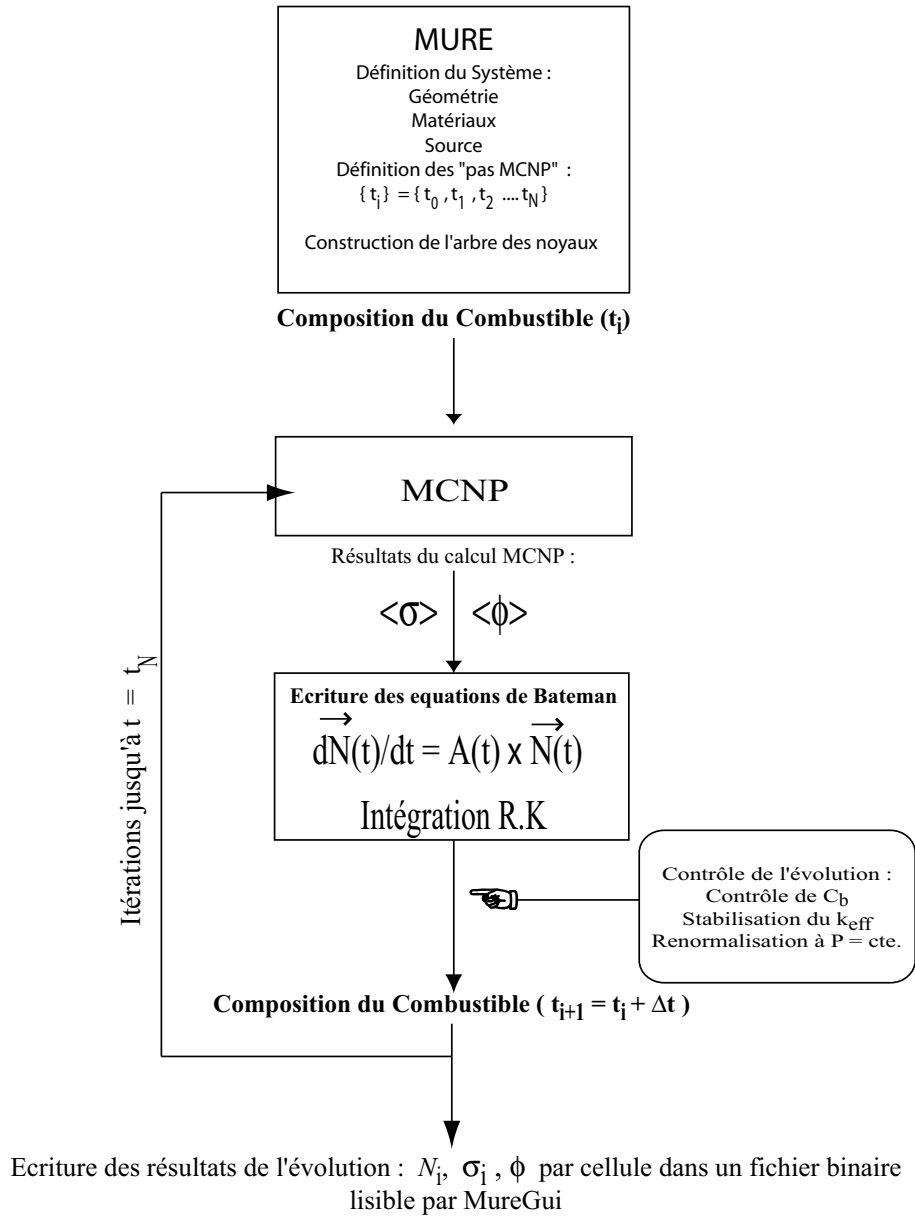 MURE
Définition du Système :
Géométrie
Matériaux
Source
Définition des "pas MCNP" :
{ t_i } = { t_0 , t_1 , t_2 .... t_N }
Construction de l'arbre des noyaux
Composition du Combustible (t_i)
MCNP
Résultats du calcul MCNP :
<σ> <ϕ>
Ecriture des equations de Bateman
\overrightarrow{dN}(t)/dt = A(t) x \overrightarrow{N(t)}
Intégration R.K
Itérations jusqu'à t = t_N
Contrôle de l'évolution :
Contrôle de C_b
Stabilisation du k_eff
Renormalisation à P = cte.
Composition du Combustible ( t_{i+1} = t_i + Δt )
Ecriture des résultats de l'évolution : N_i, σ_i , ϕ par cellule dans un fichier binaire
lisible par MureGui